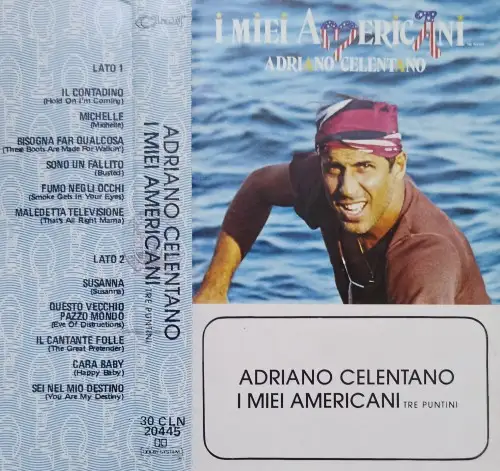 LATO 1
IL CONTADINO
(Hold On I'm Coming)
MICHELLE
(Michelle)
BISOGNA FAR QUALCOSA
(These Boots Are Made For Walkin')
SONO UN FALLITO
(Busted)
FUMO NEGLI OCCHI
(Smoke Gets In Your Eyes)
MALEDETTA TELEVISIONE
(That's All Right Mama)
LATO 2
SUSANNA
(Susanna)
QUESTO VECCHIO
PAZZO MONDO
(Eve Of Distructions)
IL CANTANTE FOLLE
(The Great Pretender)
CARA BABY
(Happy Baby)
SEI NEL MIO DESTINO
(You Are My Destiny)
ADRIANO CELENTANO
I MIEI AMERICANI TRE PUNTINI
30 CLN
20445
DOLBY SYSTEM
I MIEI AMERICANI...
ADRIANO CELENTANO
ADRIANO CELENTANO
I MIEI AMERICANI TRE PUNTINI